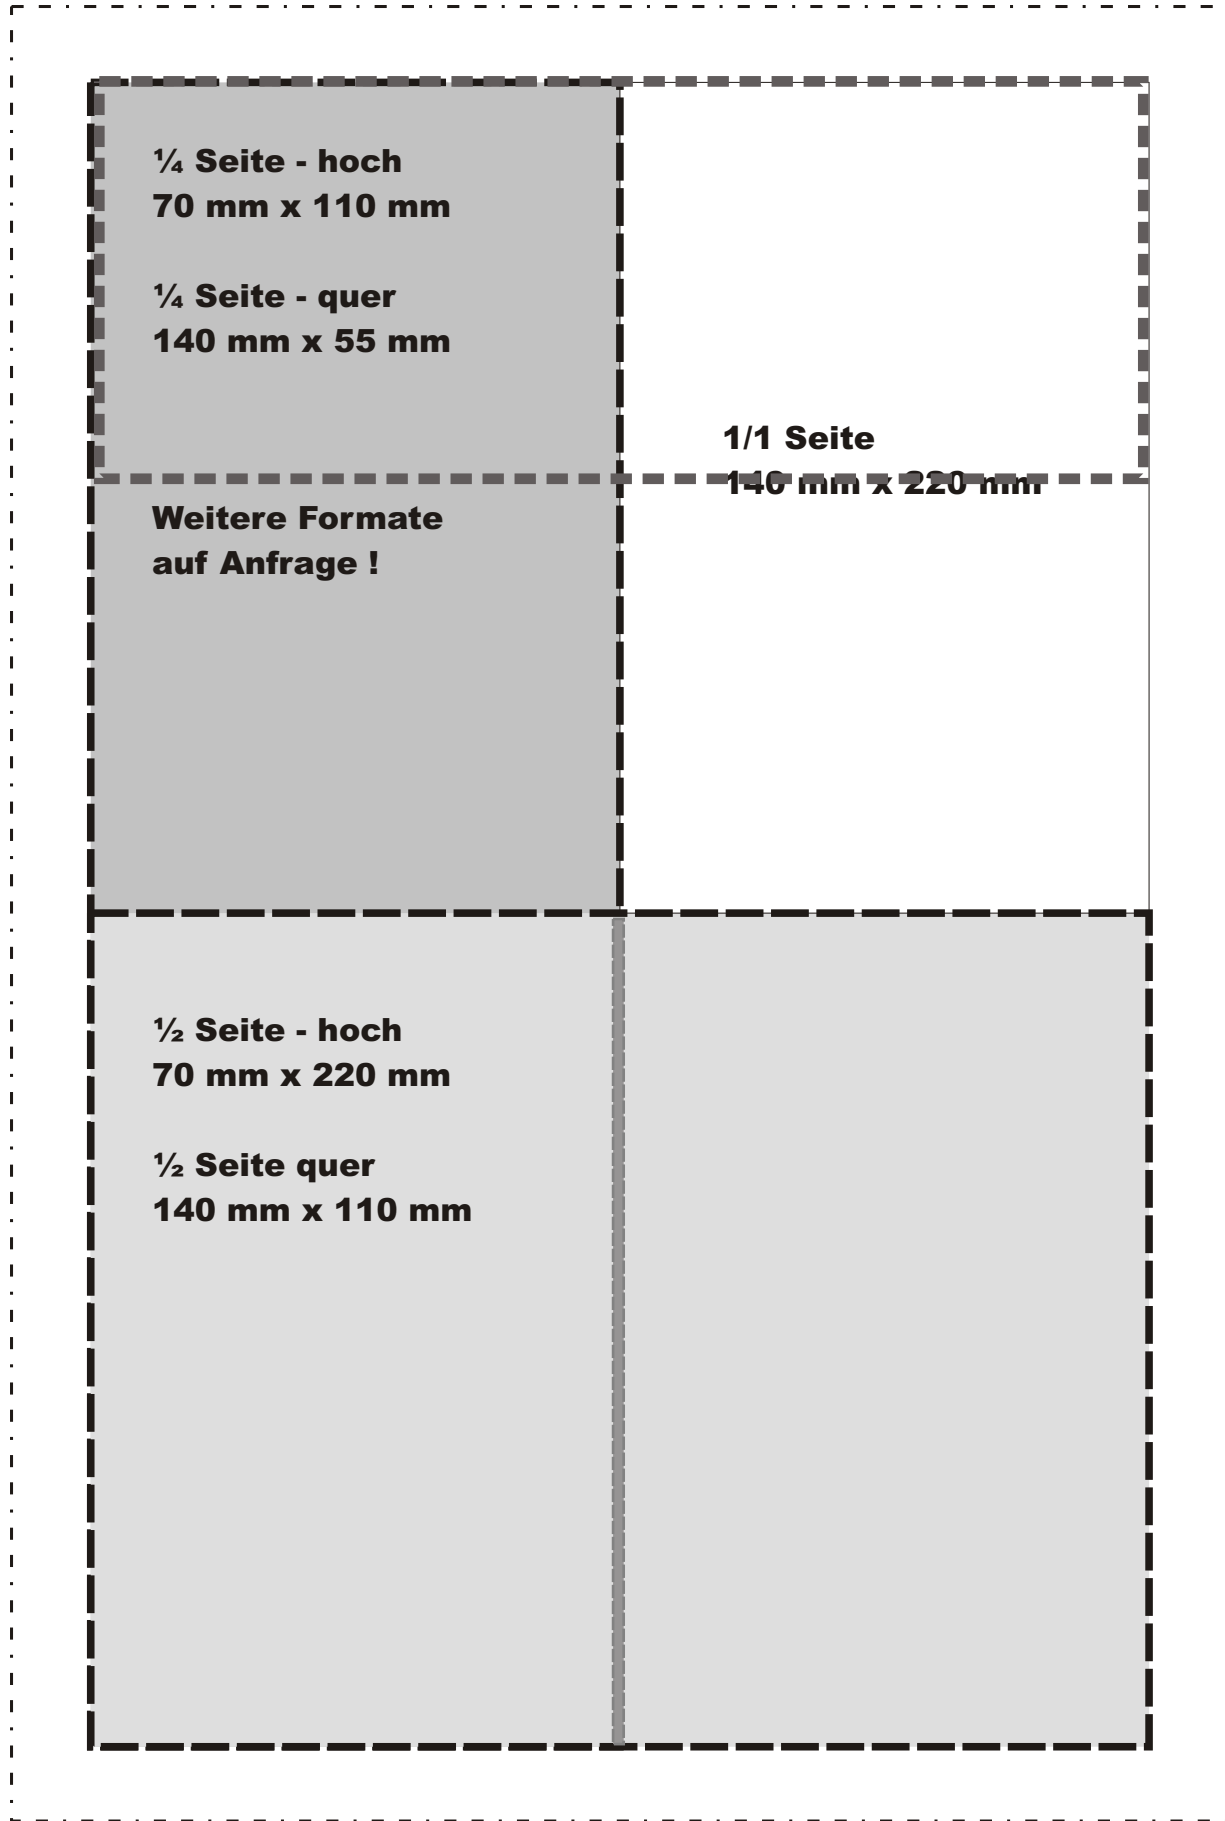 ¼ Seite - hoch
70 mm x 110 mm
¼ Seite - quer
140 mm x 55 mm
Weitere Formate
auf Anfrage !
1/1 Seite
140 mm x 220 mm
½ Seite - hoch
70 mm x 220 mm
½ Seite quer
140 mm x 110 mm